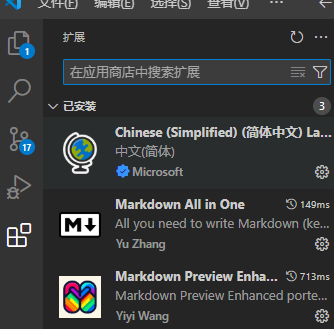 文件(F) 编辑(E) 选择(S) 查看(V) ···
扩展
在应用商店中搜索扩展
已安装 3
Chinese (Simplified) (简体中文) La...
中文(简体)
Microsoft
Markdown All in One 149ms
All you need to write Markdown (ke...
Yu Zhang
Markdown Preview Enha... 713ms
Markdown Preview Enhanced porte...
Yiyi Wang
1
17
M